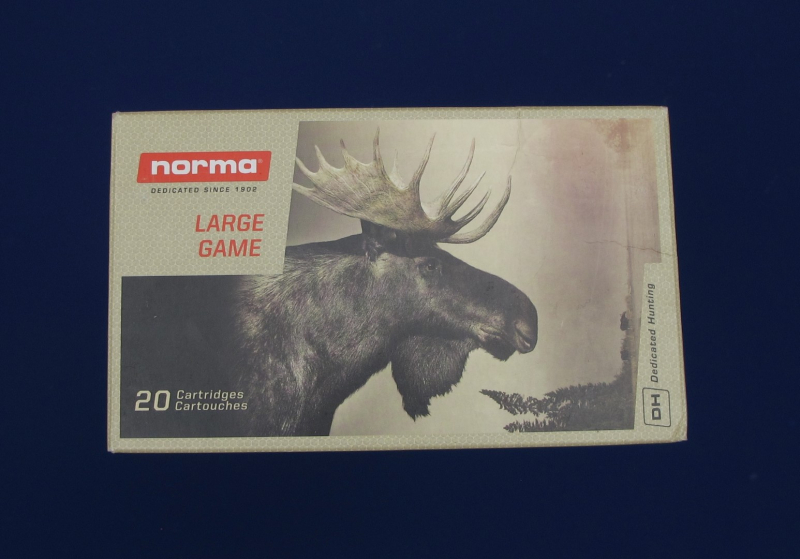 norma®
DEDICATED SINCE 1902
LARGE
GAME
20 Cartridges
Cartouches
DH Dedicated Hunting